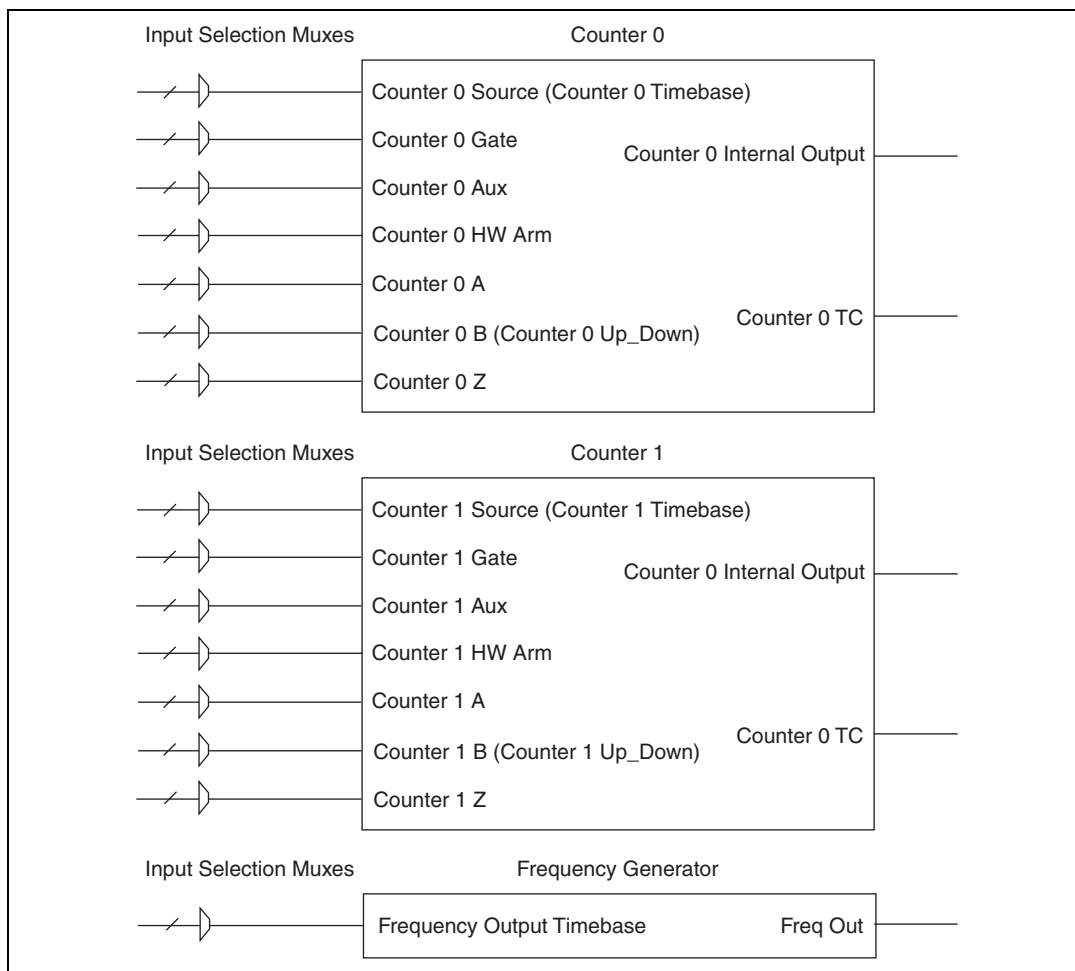 Input Selection Muxes
Counter 0
Counter 0 Source (Counter 0 Timebase)
Counter 0 Gate
Counter 0 Internal Output
Counter 0 Aux
Counter 0 HW Arm
Counter 0 A
Counter 0 TC
Counter 0 B (Counter 0 Up_Down)
Counter 0 Z
Input Selection Muxes
Counter 1
Counter 1 Source (Counter 1 Timebase)
Counter 1 Gate
Counter 0 Internal Output
Counter 1 Aux
Counter 1 HW Arm
Counter 1 A
Counter 0 TC
Counter 1 B (Counter 1 Up_Down)
Counter 1 Z
Input Selection Muxes
Frequency Generator
Frequency Output Timebase
Freq Out